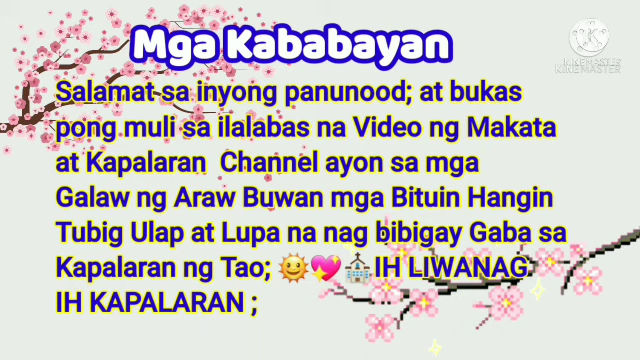 Mga Kababayan
KINEMASTER
KINEMASTER
Salamat sa inyong panunood; at bukas
pong muli sa ilalabas na Video ng Makata
at Kapalaran Channel ayon sa mga
Galaw ng Araw Buwan mga Bituin Hangin
Tubig Ulap at Lupa na nag bibigay Gaba sa
Kapalaran ng Tao; 🌞💖⛪IH LIWANAG
IH KAPALARAN ;